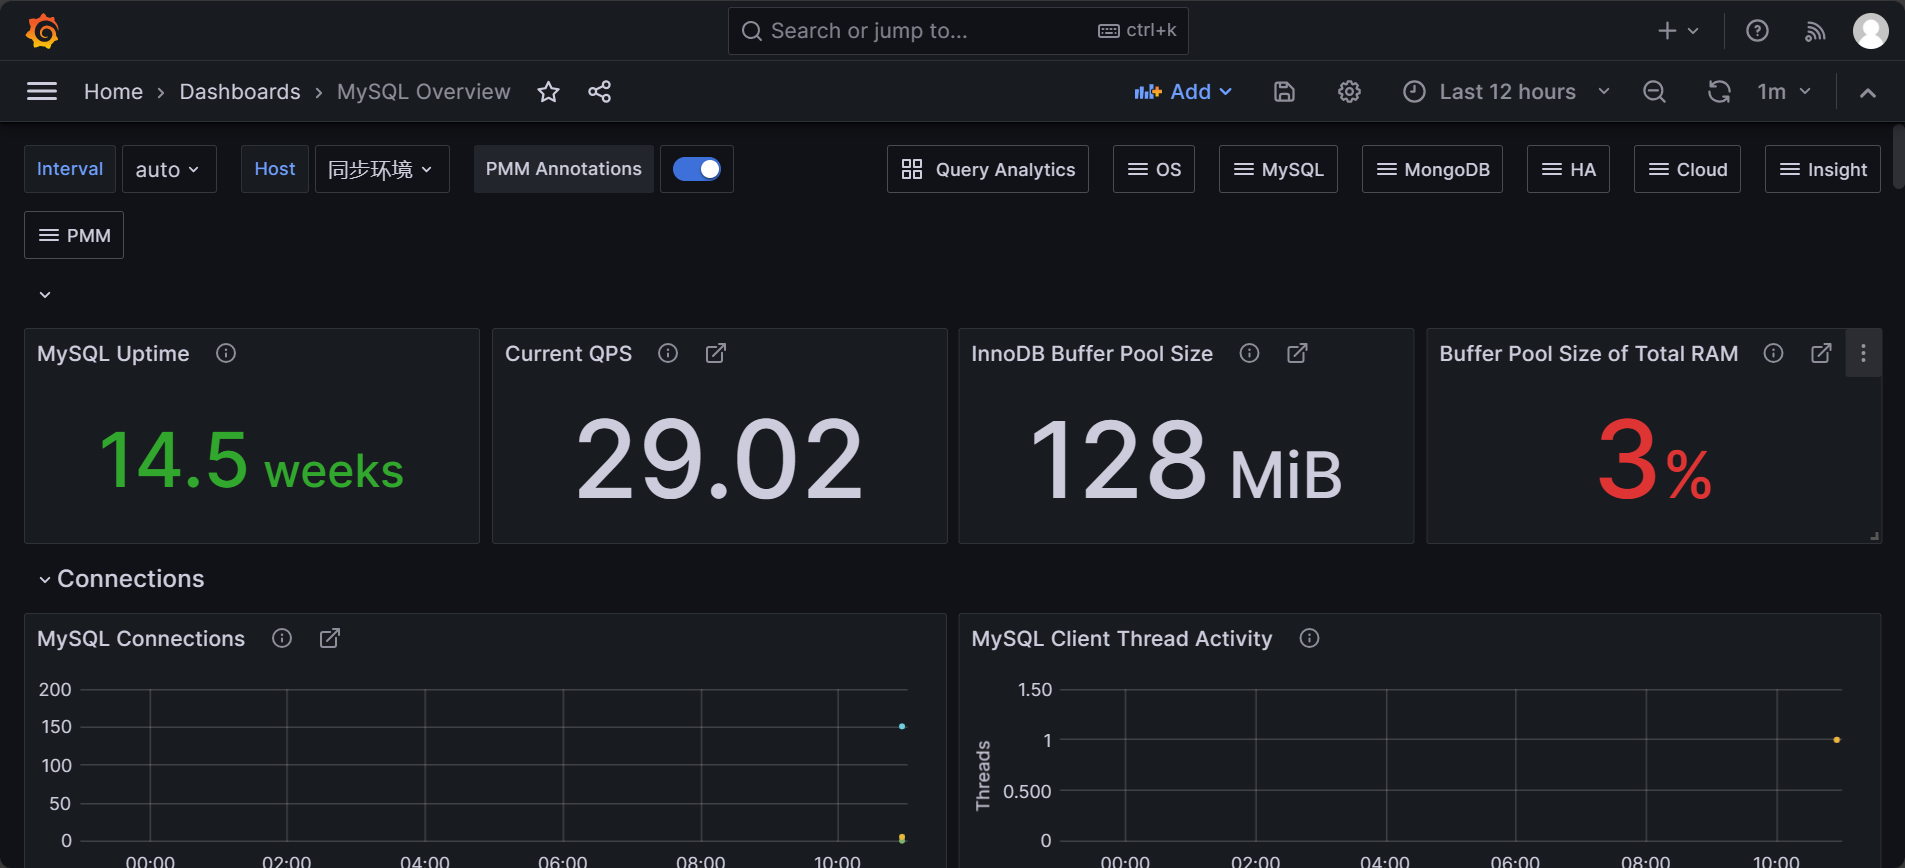 Search or jump to... ctrl+k
Home › Dashboards › MySQL Overview Add Last 12 hours 1m
Interval auto Host 同步环境 PMM Annotations Query Analytics OS MySQL MongoDB HA Cloud Insight
PMM
MySQL Uptime
14.5 weeks
Current QPS
29.02
InnoDB Buffer Pool Size
128 MiB
Buffer Pool Size of Total RAM
3%
Connections
MySQL Connections
200
150
100
50
0
00:00 02:00 04:00 06:00 08:00 10:00
MySQL Client Thread Activity
Threads
1.50
1
0.500
0
00:00 02:00 04:00 06:00 08:00 10:00